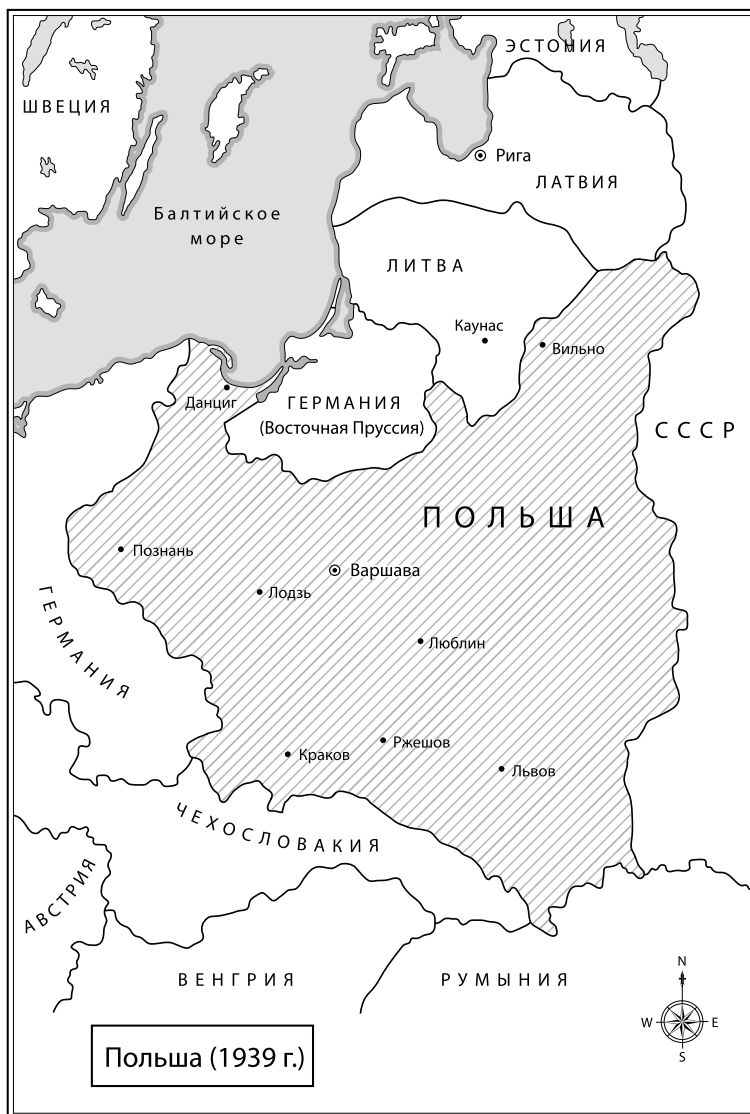 ЭСТОНИЯ
ШВЕЦИЯ
Рига
ЛАТВИЯ
Балтийское
море
ЛИТВА
Каунас
Вильно
Данциг
ГЕРМАНИЯ
(Восточная Пруссия)
СССР
ПОЛЬША
Познань
Варшава
Лодзь
ГЕРМАНИЯ
Люблин
Краков
Ржешов
Львов
ЧЕХОСЛОВАКИЯ
АВСТРИЯ
ВЕНГРИЯ
РУМЫНИЯ
N
W
E
S
Польша (1939 г.)